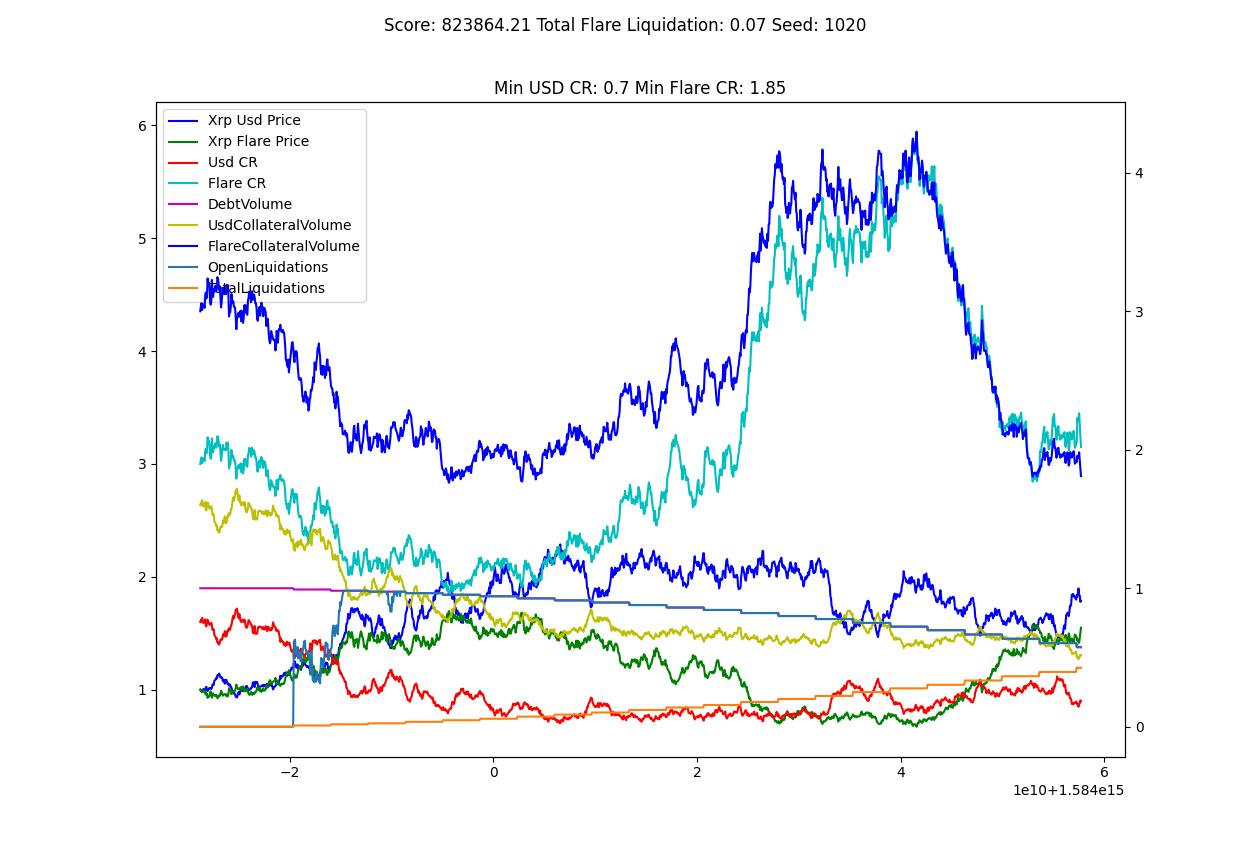 Score: 823864.21 Total Flare Liquidation: 0.07 Seed: 1020
Min USD CR: 0.7 Min Flare CR: 1.85
Xrp Usd Price
Xrp Flare Price
Usd CR
Flare CR
DebtVolume
UsdCollateralVolume
FlareCollateralVolume
OpenLiquidations
TotalLiquidations
6
5
4
3
2
1
4
3
2
1
0
−2
0
2
4
6
1e10+1.584e15